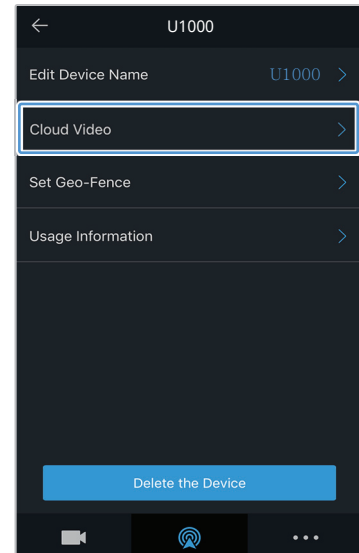 U1000
Edit Device Name U1000
Cloud Video
Set Geo-Fence
Usage Information
Delete the Device